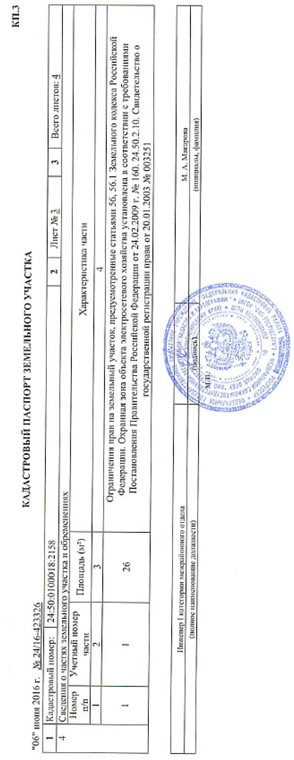 КП.3
КАДАСТРОВЫЙ ПАСПОРТ ЗЕМЕЛЬНОГО УЧАСТКА
"06" июня 2016 г. № 24/16-423326
1 Кадастровый номер: 24:50:0100018:2158 2 Лист № 3 3 Всего листов: 4
4 Сведения о частях земельного участка и обременениях
Номер п/п Учетный номер части Площадь (м²) Характеристика части
1 2 3 4
1 1 26 Ограничения прав на земельный участок, предусмотренные статьями 56, 56.1 Земельного кодекса Российской
Федерации. Охранная зона объекта электросетевого хозяйства установлена в соответствии с требованиями
Постановления Правительства Российской Федерации от 24.02.2009 г. № 160. 24.50.2.10. Свидетельство о
государственной регистрации права от 20.01.2003 № 003251
Инженер I категории межрайонного отдела М. А. Макарова
(полное наименование должности) (подпись) (инициалы, фамилия)
М.П.